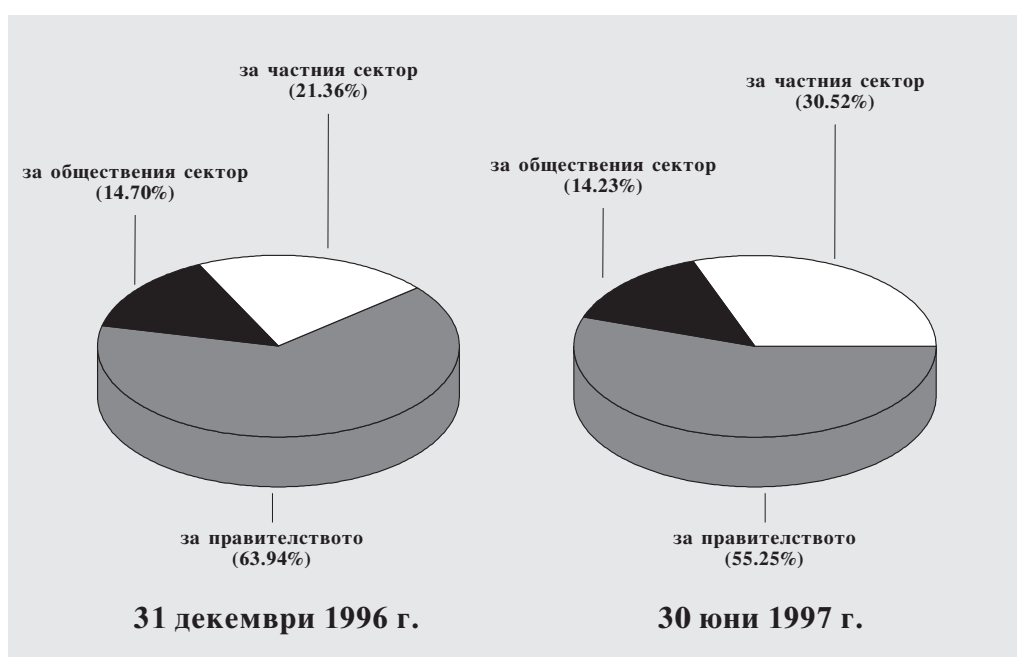 за частния сектор
(21.36%)
за обществения сектор
(14.70%)
за правителството
(63.94%)
31 декември 1996 г.
за частния сектор
(30.52%)
за обществения сектор
(14.23%)
за правителството
(55.25%)
30 юни 1997 г.